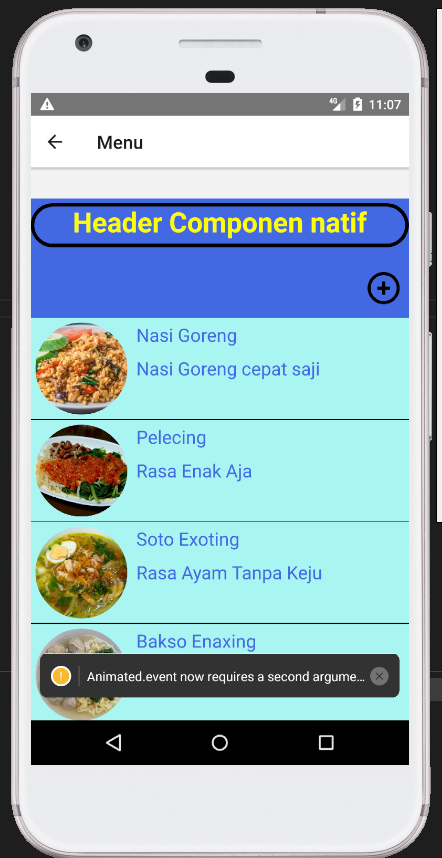 4G 11:07
Menu
Header Componen natif
Nasi Goreng
Nasi Goreng cepat saji
Pelecing
Rasa Enak Aja
Soto Exoting
Rasa Ayam Tanpa Keju
Bakso Enaxing
Animated.event now requires a second argume...